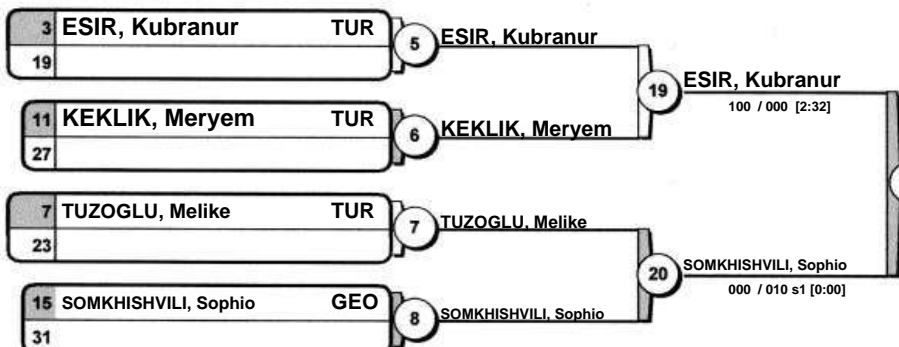 3 ESIR, Kubranur TUR
19
5
ESIR, Kubranur
11 KEKLIK, Meryem TUR
27
6
KEKLIK, Meryem
19
ESIR, Kubranur
100 / 000 [2:32]
7 TUZOGLU, Melike TUR
23
7
TUZOGLU, Melike
15 SOMKHISHVILI, Sophio GEO
31
8
SOMKHISHVILI, Sophio
20
SOMKHISHVILI, Sophio
000 / 010 s1 [0:00]